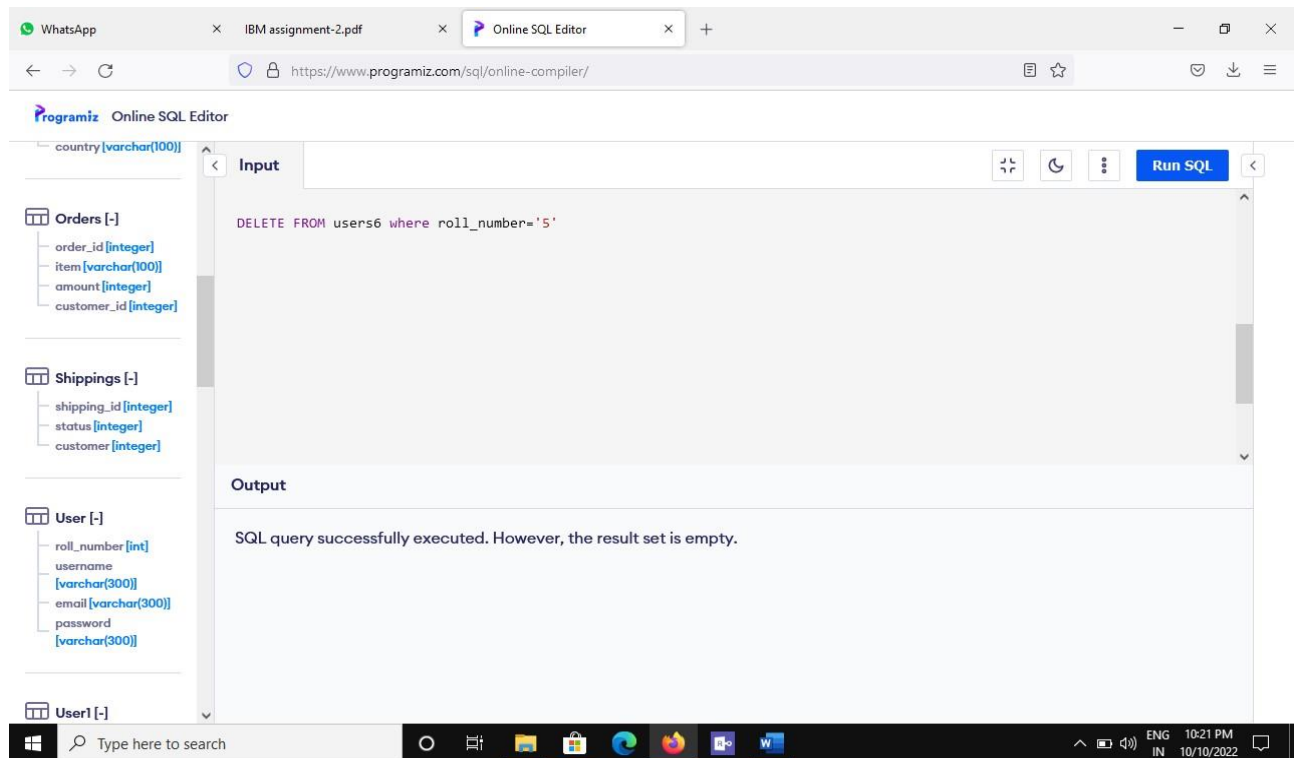 WhatsApp
IBM assignment-2.pdf
Online SQL Editor
https://www.programiz.com/sql/online-compiler/
Programiz Online SQL Editor
country [varchar(100)]
Orders [-]
order_id [integer]
item [varchar(100)]
amount [integer]
customer_id [integer]
Shippings [-]
shipping_id [integer]
status [integer]
customer [integer]
User [-]
roll_number [int]
username
[varchar(300)]
email [varchar(300)]
password
[varchar(300)]
User1 [-]
Input
Run SQL
DELETE FROM users6 where roll_number='5'
Output
SQL query successfully executed. However, the result set is empty.
Type here to search
ENG 10:21 PM
IN 10/10/2022